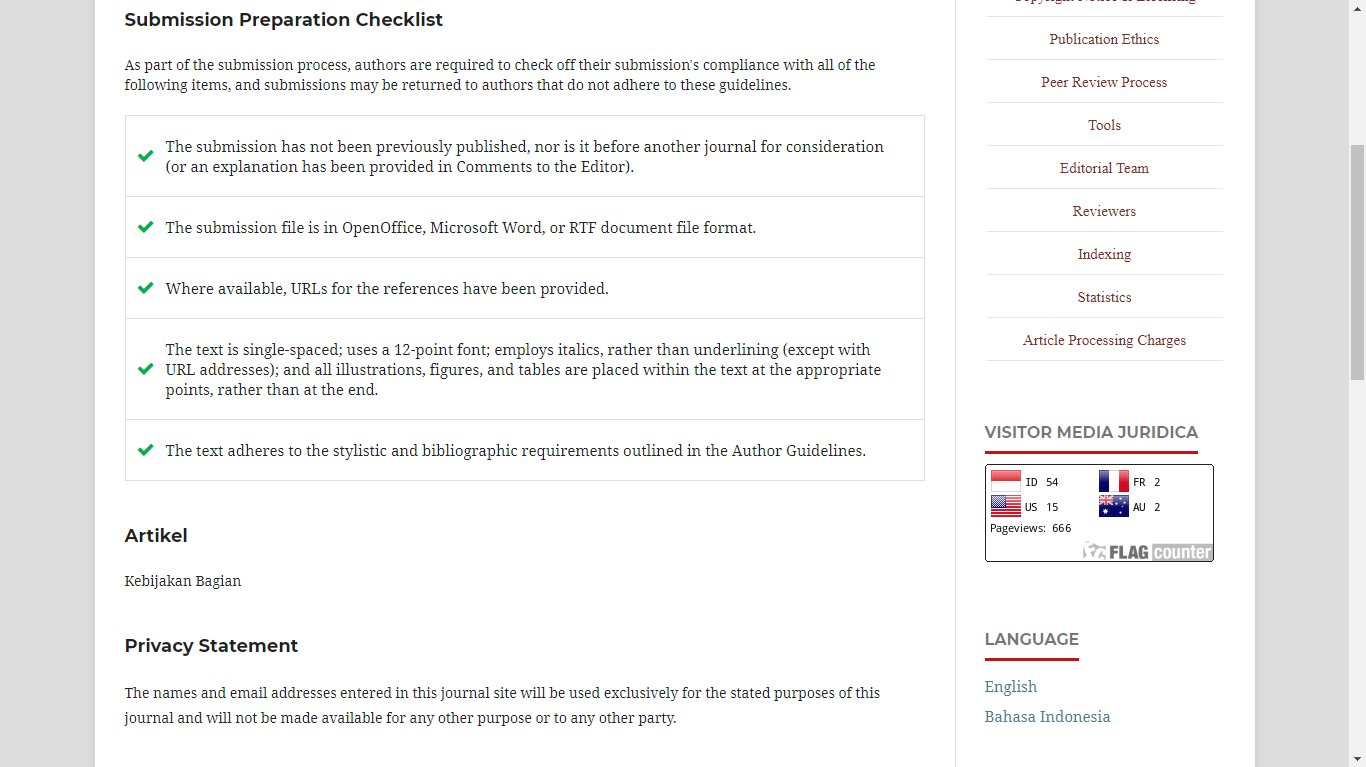 Submission Preparation Checklist
As part of the submission process, authors are required to check off their submission's compliance with all of the
following items, and submissions may be returned to authors that do not adhere to these guidelines.
The submission has not been previously published, nor is it before another journal for consideration
(or an explanation has been provided in Comments to the Editor).
The submission file is in OpenOffice, Microsoft Word, or RTF document file format.
Where available, URLs for the references have been provided.
The text is single-spaced; uses a 12-point font; employs italics, rather than underlining (except with
URL addresses); and all illustrations, figures, and tables are placed within the text at the appropriate
points, rather than at the end.
The text adheres to the stylistic and bibliographic requirements outlined in the Author Guidelines.
Artikel
Kebijakan Bagian
Privacy Statement
The names and email addresses entered in this journal site will be used exclusively for the stated purposes of this
journal and will not be made available for any other purpose or to any other party.
Publication Ethics
Peer Review Process
Tools
Editorial Team
Reviewers
Indexing
Statistics
Article Processing Charges
VISITOR MEDIA JURIDICA
ID 54 FR 2
US 15 AU 2
Pageviews: 666
FLAG counter
LANGUAGE
English
Bahasa Indonesia